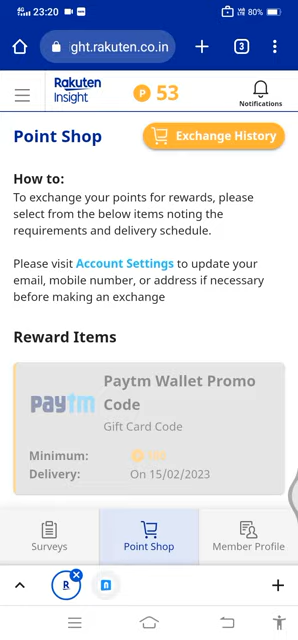 4G 23:20 80%
ght.rakuten.co.in 3
Rakuten
Insight
P 53
Notifications
Point Shop
Exchange History
How to:
To exchange your points for rewards, please
select from the below items noting the
requirements and delivery schedule.
Please visit Account Settings to update your
email, mobile number, or address if necessary
before making an exchange
Reward Items
paytm
Paytm Wallet Promo
Code
Gift Card Code
Minimum: P
Delivery: On 15/02/2023
Surveys Point Shop Member Profile
R